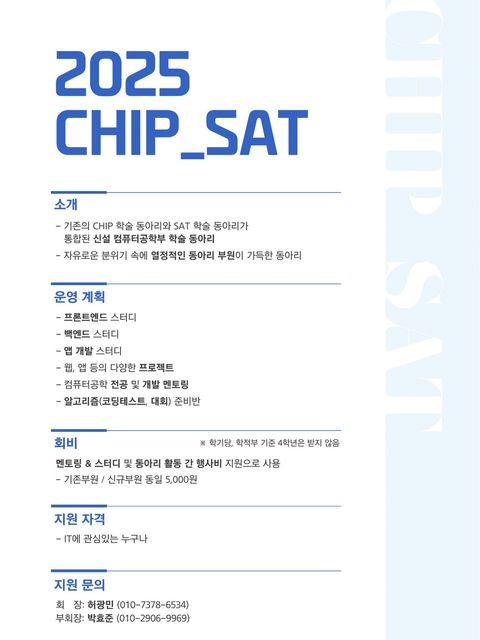 2025
CHIP_SAT
CHIP SAT
소개
- 기존의 CHIP 학술 동아리와 SAT 학술 동아리가
통합된 신설 컴퓨터공학부 학술 동아리
- 자유로운 분위기 속에 열정적인 동아리 부원이 가득한 동아리
운영 계획
- 프론트엔드 스터디
- 백엔드 스터디
- 앱 개발 스터디
- 웹, 앱 등의 다양한 프로젝트
- 컴퓨터공학 전공 및 개발 멘토링
- 알고리즘(코딩테스트, 대회) 준비반
회비
※ 학기당, 학적부 기준 4학년은 받지 않음
멘토링 & 스터디 및 동아리 활동 간 행사비 지원으로 사용
- 기존부원 / 신규부원 동일 5,000원
지원 자격
- IT에 관심있는 누구나
지원 문의
회 장: 허광민 (010-7378-6534)
부회장: 박효준 (010-2906-9969)